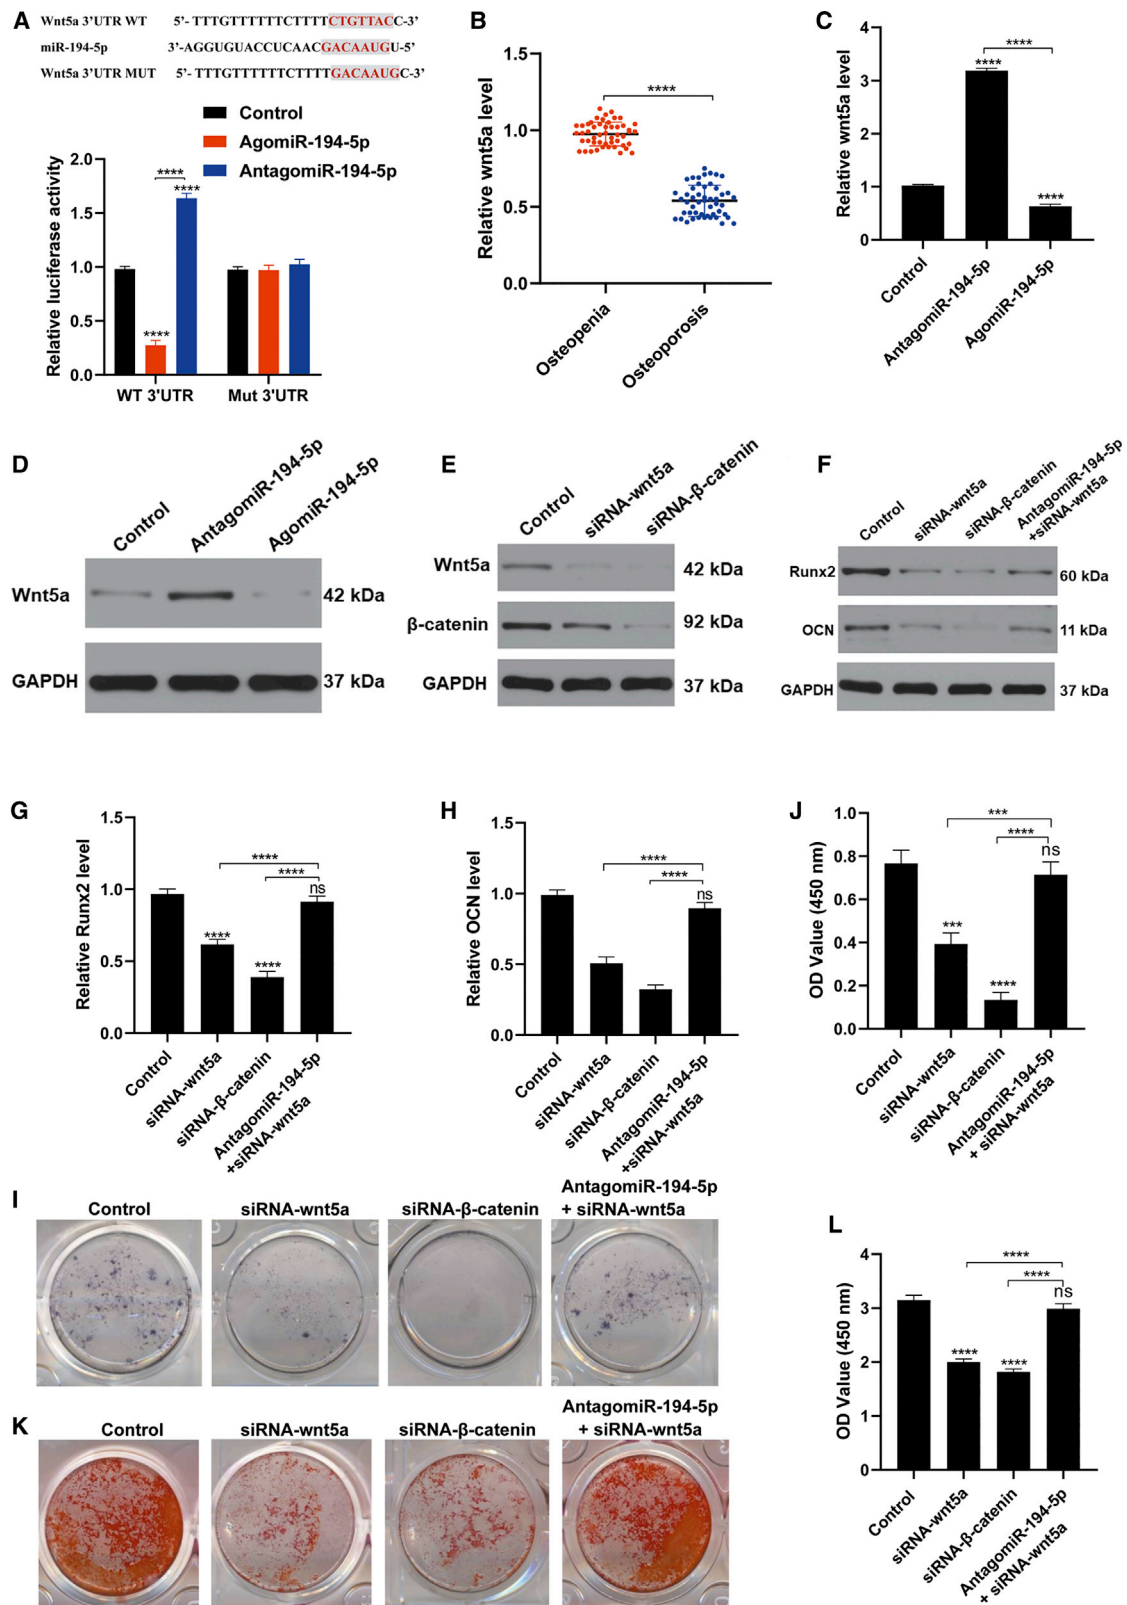 A
Wnt5a 3'UTR WT 5'- TTTGTTTTTTCTTTTCTGTTACC-3'
miR-194-5p 3'-AGGUGUACCUCAACGACAAUGU-5'
Wnt5a 3'UTR MUT 5'- TTTGTTTTTTCTTTTGACAAUGC-3'
Control
AgomiR-194-5p
AntagomiR-194-5p
Relative luciferase activity
2.0
1.5
1.0
0.5
0.0
****
****
****
WT 3'UTR Mut 3'UTR
B
Relative wnt5a level
1.5
1.0
0.5
0.0
****
Osteopenia
Osteoporosis
C
Relative wnt5a level
4
3
2
1
0
****
****
****
Control
AntagomiR-194-5p
AgomiR-194-5p
D
Control
AntagomiR-194-5p
AgomiR-194-5p
Wnt5a 42 kDa
GAPDH 37 kDa
E
Control
siRNA-wnt5a
siRNA-β-catenin
Wnt5a 42 kDa
β-catenin 92 kDa
GAPDH 37 kDa
F
Control
siRNA-wnt5a
siRNA-β-catenin
AntagomiR-194-5p
+siRNA-wnt5a
Runx2 60 kDa
OCN 11 kDa
GAPDH 37 kDa
G
Relative Runx2 level
1.5
1.0
0.5
0.0
****
****
ns
****
****
Control
siRNA-wnt5a
siRNA-β-catenin
AntagomiR-194-5p
+siRNA-wnt5a
H
Relative OCN level
1.5
1.0
0.5
0.0
****
****
ns
Control
siRNA-wnt5a
siRNA-β-catenin
AntagomiR-194-5p
+siRNA-wnt5a
J
OD Value (450 nm)
1.0
0.8
0.6
0.4
0.2
0.0
***
****
ns
***
****
Control
siRNA-wnt5a
siRNA-β-catenin
AntagomiR-194-5p
+ siRNA-wnt5a
I
Control
siRNA-wnt5a
siRNA-β-catenin
AntagomiR-194-5p
+ siRNA-wnt5a
K
Control
siRNA-wnt5a
siRNA-β-catenin
AntagomiR-194-5p
+ siRNA-wnt5a
L
OD Value (450 nm)
4
3
2
1
0
****
****
ns
****
****
Control
siRNA-wnt5a
siRNA-β-catenin
AntagomiR-194-5p
+ siRNA-wnt5a